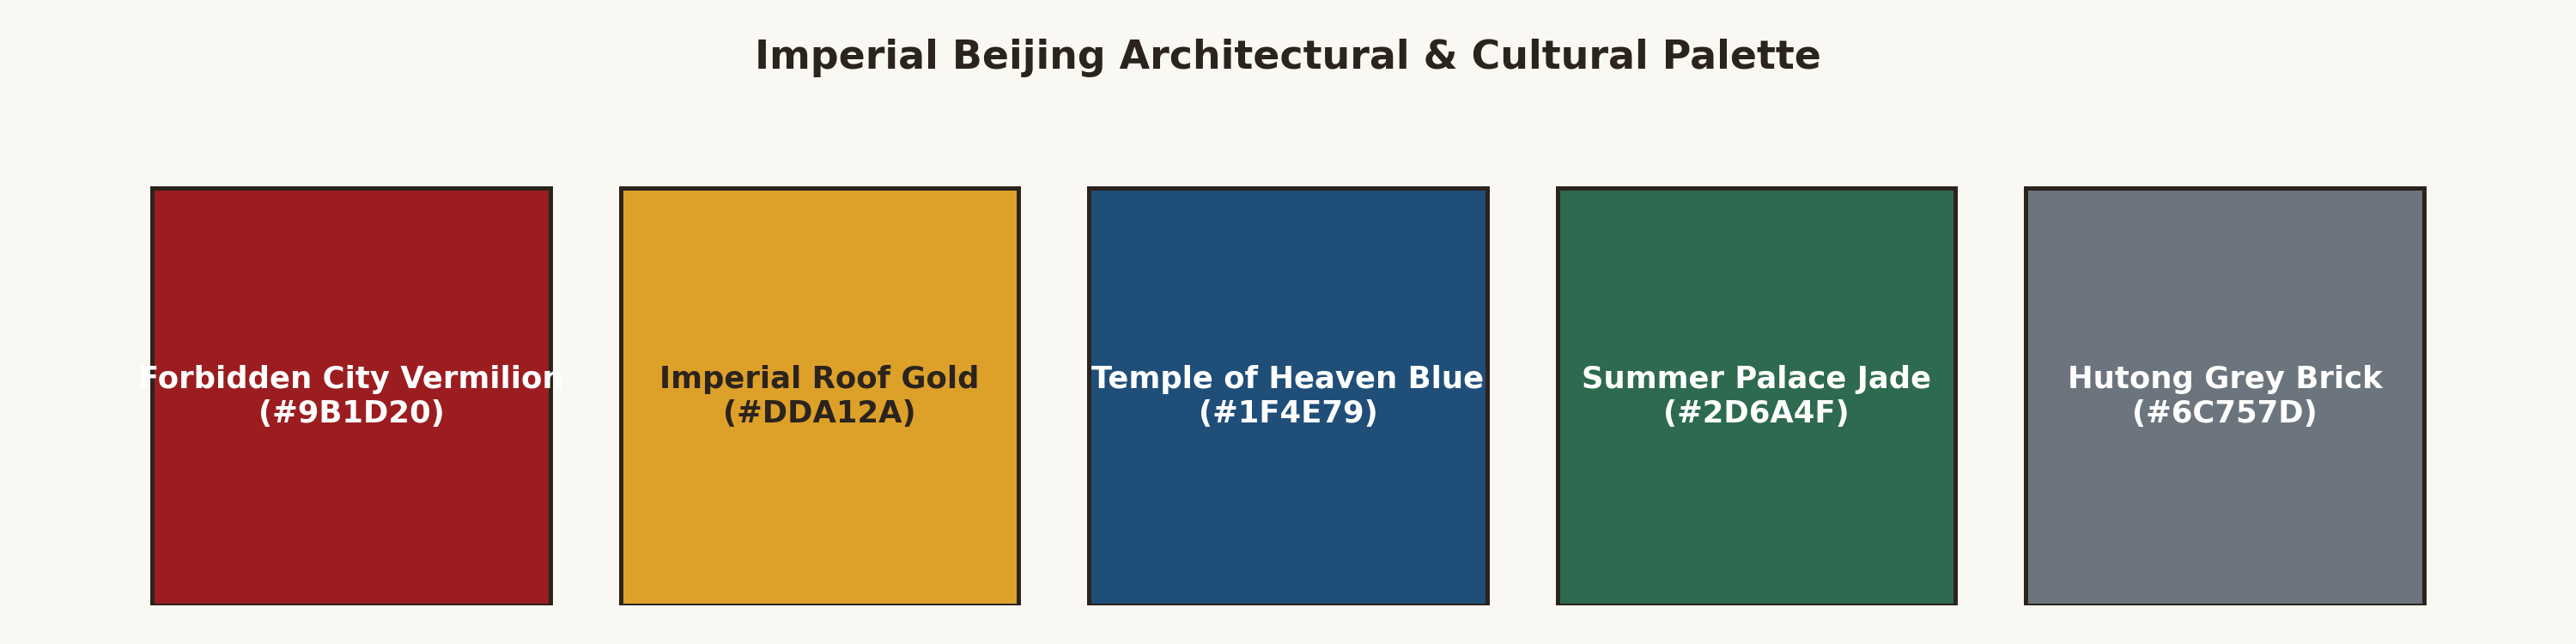 Imperial Beijing Architectural & Cultural Palette
Forbidden City Vermilion
(#9B1D20)
Imperial Roof Gold
(#DDA12A)
Temple of Heaven Blue
(#1F4E79)
Summer Palace Jade
(#2D6A4F)
Hutong Grey Brick
(#6C757D)